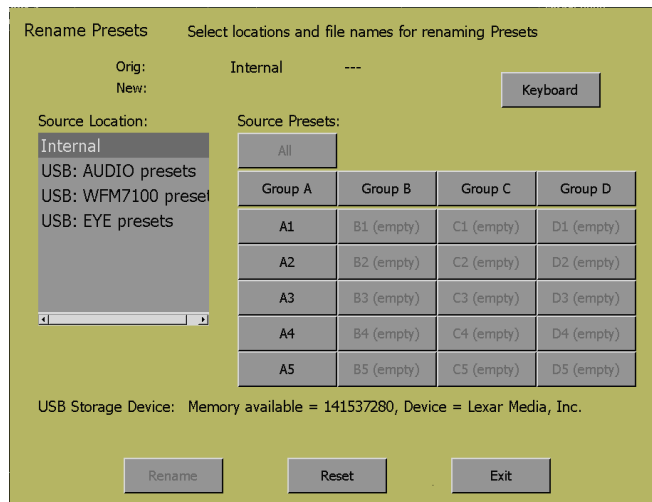 Rename Presets Select locations and file names for renaming Presets
Orig: Internal ---
New:
Keyboard
Source Location: Source Presets:
Internal
USB: AUDIO presets
USB: WFM7100 preset
USB: EYE presets
All
Group A Group B Group C Group D
A1 B1 (empty) C1 (empty) D1 (empty)
A2 B2 (empty) C2 (empty) D2 (empty)
A3 B3 (empty) C3 (empty) D3 (empty)
A4 B4 (empty) C4 (empty) D4 (empty)
A5 B5 (empty) C5 (empty) D5 (empty)
USB Storage Device: Memory available = 141537280, Device = Lexar Media, Inc.
Rename Reset Exit